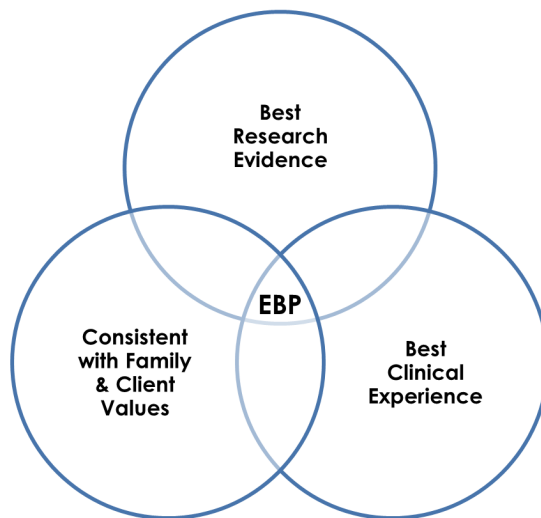 Best
Research
Evidence
EBP
Consistent
with Family
& Client
Values
Best
Clinical
Experience